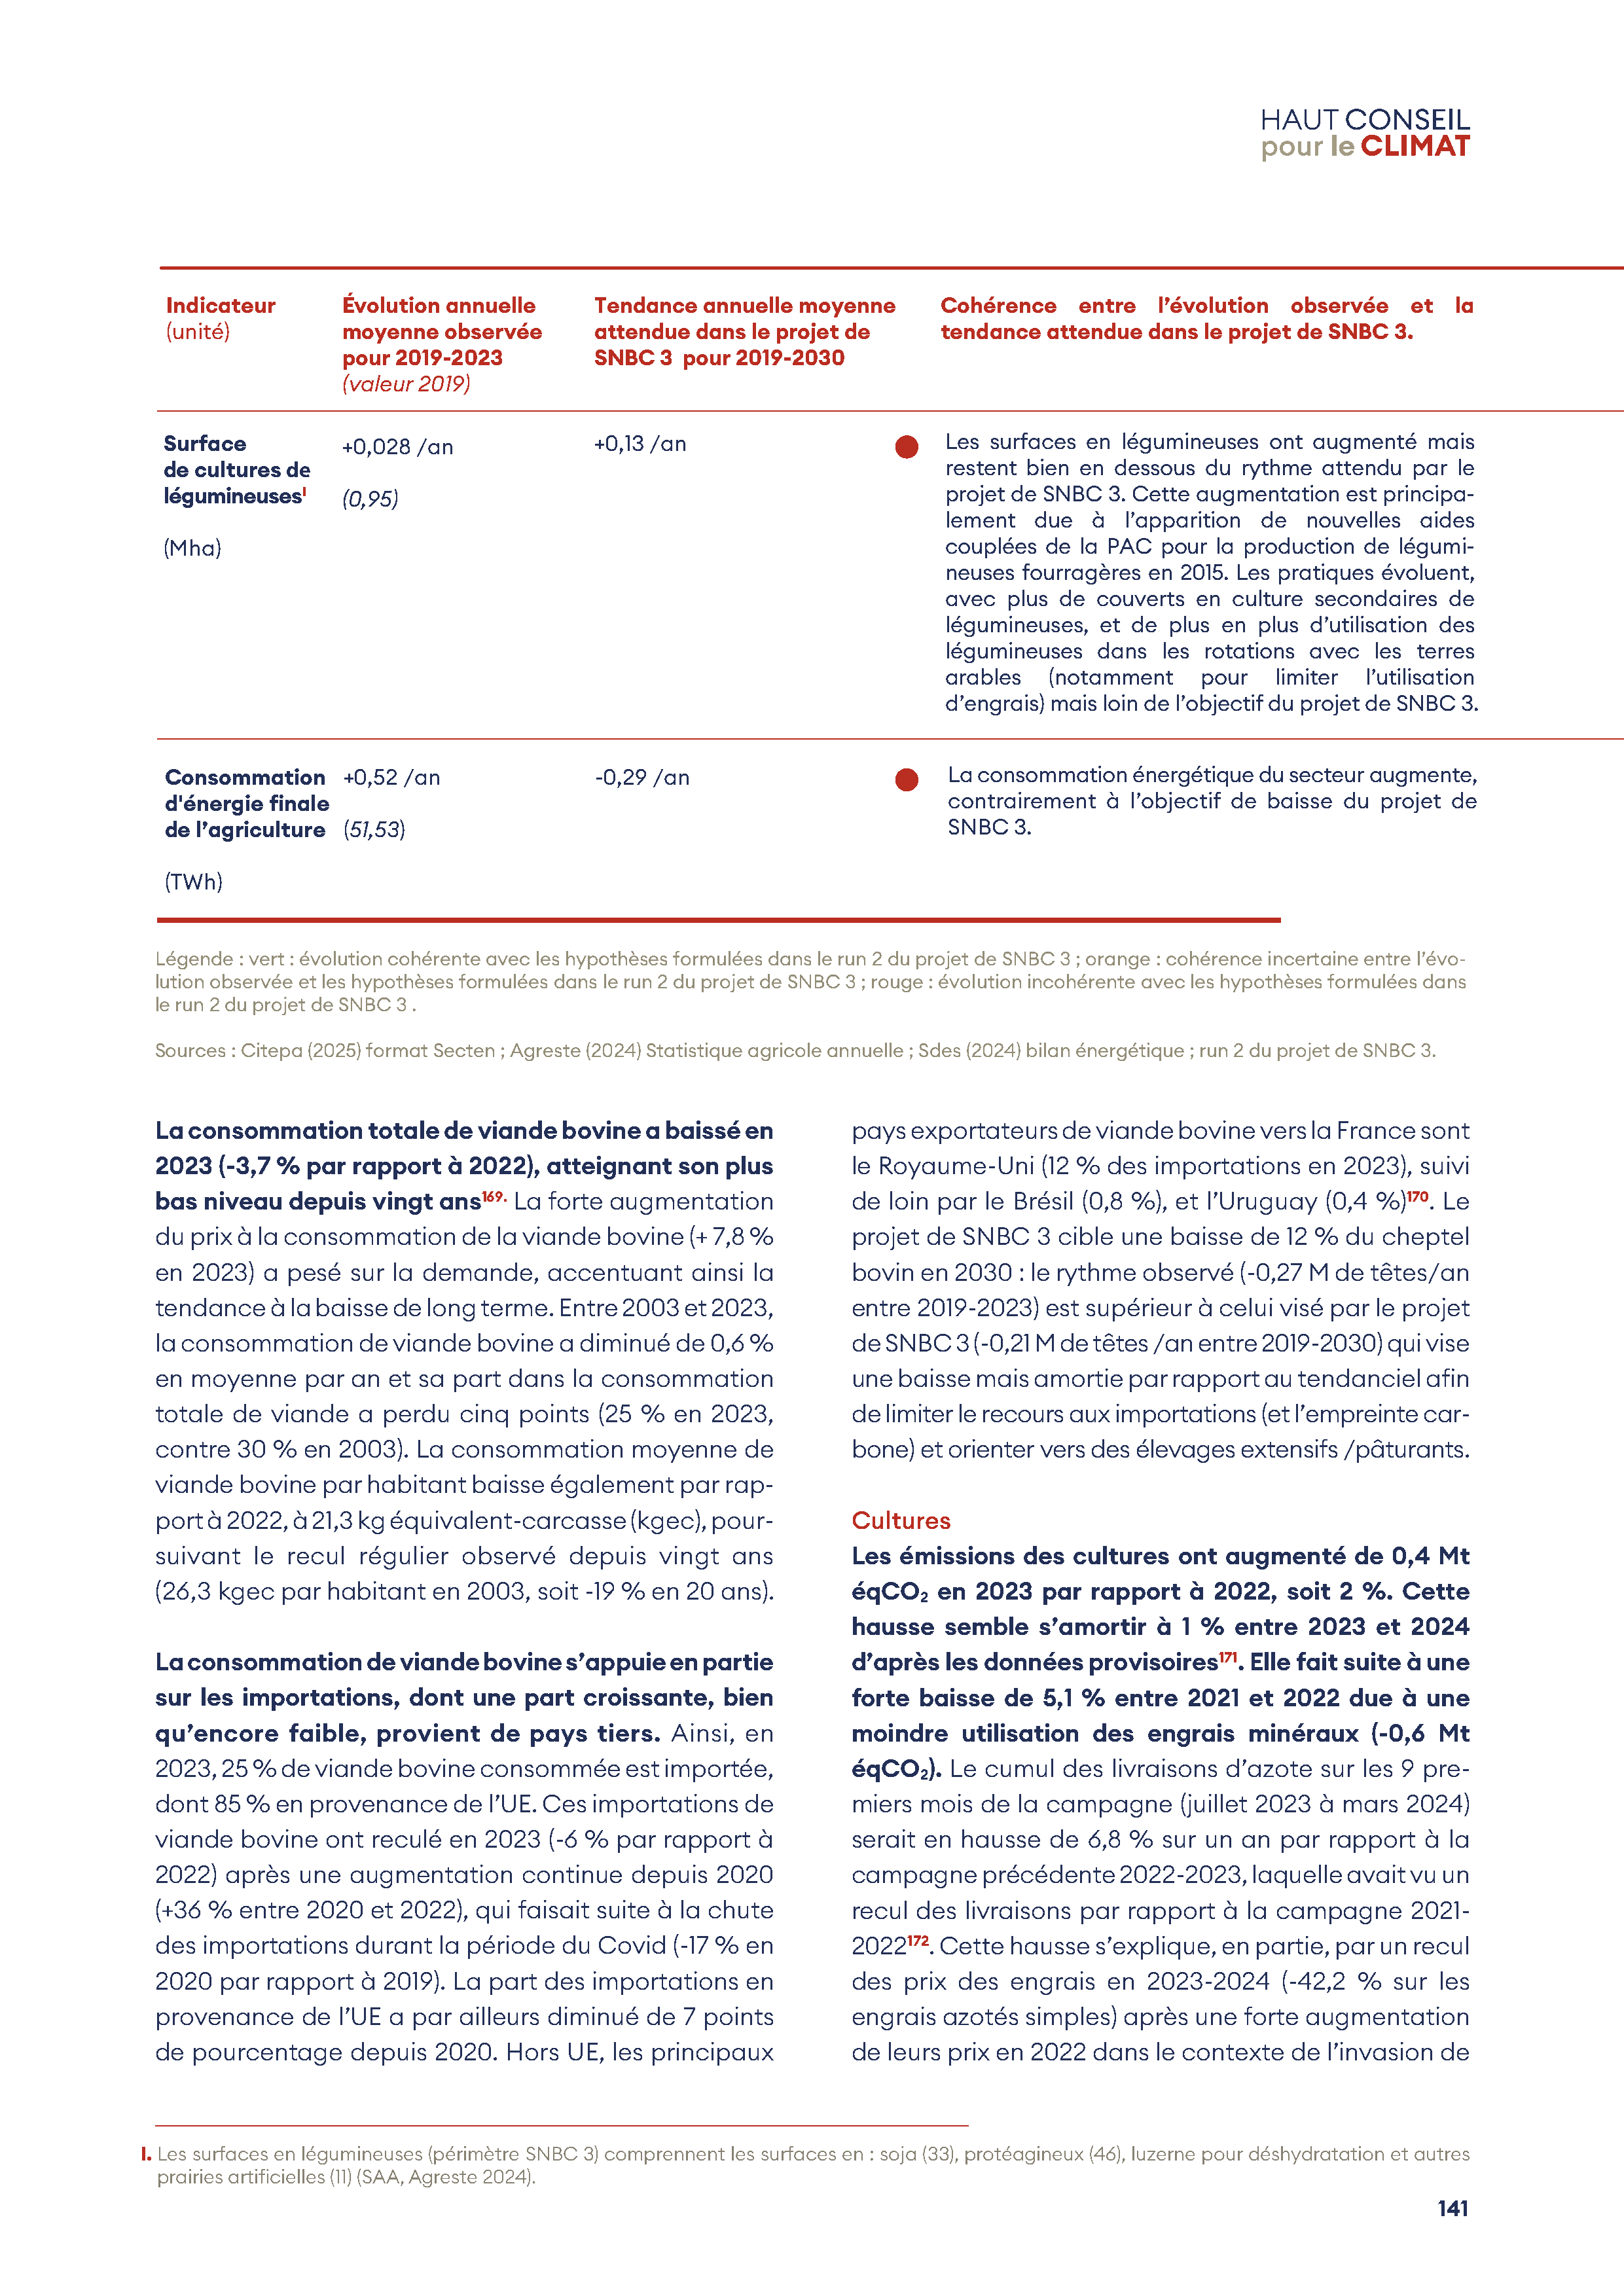 HAUT CONSEIL
pour le CLIMAT
Indicateur
(unité)
Évolution annuelle
moyenne observée
pour 2019-2023
(valeur 2019)
Tendance annuelle moyenne
attendue dans le projet de
SNBC 3 pour 2019-2030
Cohérence entre l’évolution observée et la
tendance attendue dans le projet de SNBC 3.
Surface
de cultures de
légumineusesI
(Mha)
+0,028 /an
(0,95)
+0,13 /an
Les surfaces en légumineuses ont augmenté mais
restent bien en dessous du rythme attendu par le
projet de SNBC 3. Cette augmentation est principa-
lement due à l’apparition de nouvelles aides
couplées de la PAC pour la production de légumi-
neuses fourragères en 2015. Les pratiques évoluent,
avec plus de couverts en culture secondaires de
légumineuses, et de plus en plus d’utilisation des
légumineuses dans les rotations avec les terres
arables (notamment pour limiter l’utilisation
d’engrais) mais loin de l’objectif du projet de SNBC 3.
Consommation
d'énergie finale
de l’agriculture
(TWh)
+0,52 /an
(51,53)
-0,29 /an
La consommation énergétique du secteur augmente,
contrairement à l’objectif de baisse du projet de
SNBC 3.
Légende : vert : évolution cohérente avec les hypothèses formulées dans le run 2 du projet de SNBC 3 ; orange : cohérence incertaine entre l’évo-
lution observée et les hypothèses formulées dans le run 2 du projet de SNBC 3 ; rouge : évolution incohérente avec les hypothèses formulées dans
le run 2 du projet de SNBC 3 .
Sources : Citepa (2025) format Secten ; Agreste (2024) Statistique agricole annuelle ; Sdes (2024) bilan énergétique ; run 2 du projet de SNBC 3.
La consommation totale de viande bovine a baissé en
2023 (-3,7 % par rapport à 2022), atteignant son plus
bas niveau depuis vingt ans169. La forte augmentation
du prix à la consommation de la viande bovine (+ 7,8 %
en 2023) a pesé sur la demande, accentuant ainsi la
tendance à la baisse de long terme. Entre 2003 et 2023,
la consommation de viande bovine a diminué de 0,6 %
en moyenne par an et sa part dans la consommation
totale de viande a perdu cinq points (25 % en 2023,
contre 30 % en 2003). La consommation moyenne de
viande bovine par habitant baisse également par rap-
port à 2022, à 21,3 kg équivalent-carcasse (kgec), pour-
suivant le recul régulier observé depuis vingt ans
(26,3 kgec par habitant en 2003, soit -19 % en 20 ans).
La consommation de viande bovine s’appuie en partie
sur les importations, dont une part croissante, bien
qu’encore faible, provient de pays tiers. Ainsi, en
2023, 25 % de viande bovine consommée est importée,
dont 85 % en provenance de l’UE. Ces importations de
viande bovine ont reculé en 2023 (-6 % par rapport à
2022) après une augmentation continue depuis 2020
(+36 % entre 2020 et 2022), qui faisait suite à la chute
des importations durant la période du Covid (-17 % en
2020 par rapport à 2019). La part des importations en
provenance de l’UE a par ailleurs diminué de 7 points
de pourcentage depuis 2020. Hors UE, les principaux
pays exportateurs de viande bovine vers la France sont
le Royaume-Uni (12 % des importations en 2023), suivi
de loin par le Brésil (0,8 %), et l’Uruguay (0,4 %)170. Le
projet de SNBC 3 cible une baisse de 12 % du cheptel
bovin en 2030 : le rythme observé (-0,27 M de têtes/an
entre 2019-2023) est supérieur à celui visé par le projet
de SNBC 3 (-0,21 M de têtes /an entre 2019-2030) qui vise
une baisse mais amortie par rapport au tendanciel afin
de limiter le recours aux importations (et l’empreinte car-
bone) et orienter vers des élevages extensifs /pâturants.
Cultures
Les émissions des cultures ont augmenté de 0,4 Mt
éqCO₂ en 2023 par rapport à 2022, soit 2 %. Cette
hausse semble s’amortir à 1 % entre 2023 et 2024
d’après les données provisoires171. Elle fait suite à une
forte baisse de 5,1 % entre 2021 et 2022 due à une
moindre utilisation des engrais minéraux (-0,6 Mt
éqCO₂). Le cumul des livraisons d’azote sur les 9 pre-
miers mois de la campagne (juillet 2023 à mars 2024)
serait en hausse de 6,8 % sur un an par rapport à la
campagne précédente 2022-2023, laquelle avait vu un
recul des livraisons par rapport à la campagne 2021-
2022172. Cette hausse s’explique, en partie, par un recul
des prix des engrais en 2023-2024 (-42,2 % sur les
engrais azotés simples) après une forte augmentation
de leurs prix en 2022 dans le contexte de l’invasion de
I. Les surfaces en légumineuses (périmètre SNBC 3) comprennent les surfaces en : soja (33), protéagineux (46), luzerne pour déshydratation et autres
prairies artificielles (11) (SAA, Agreste 2024).
141